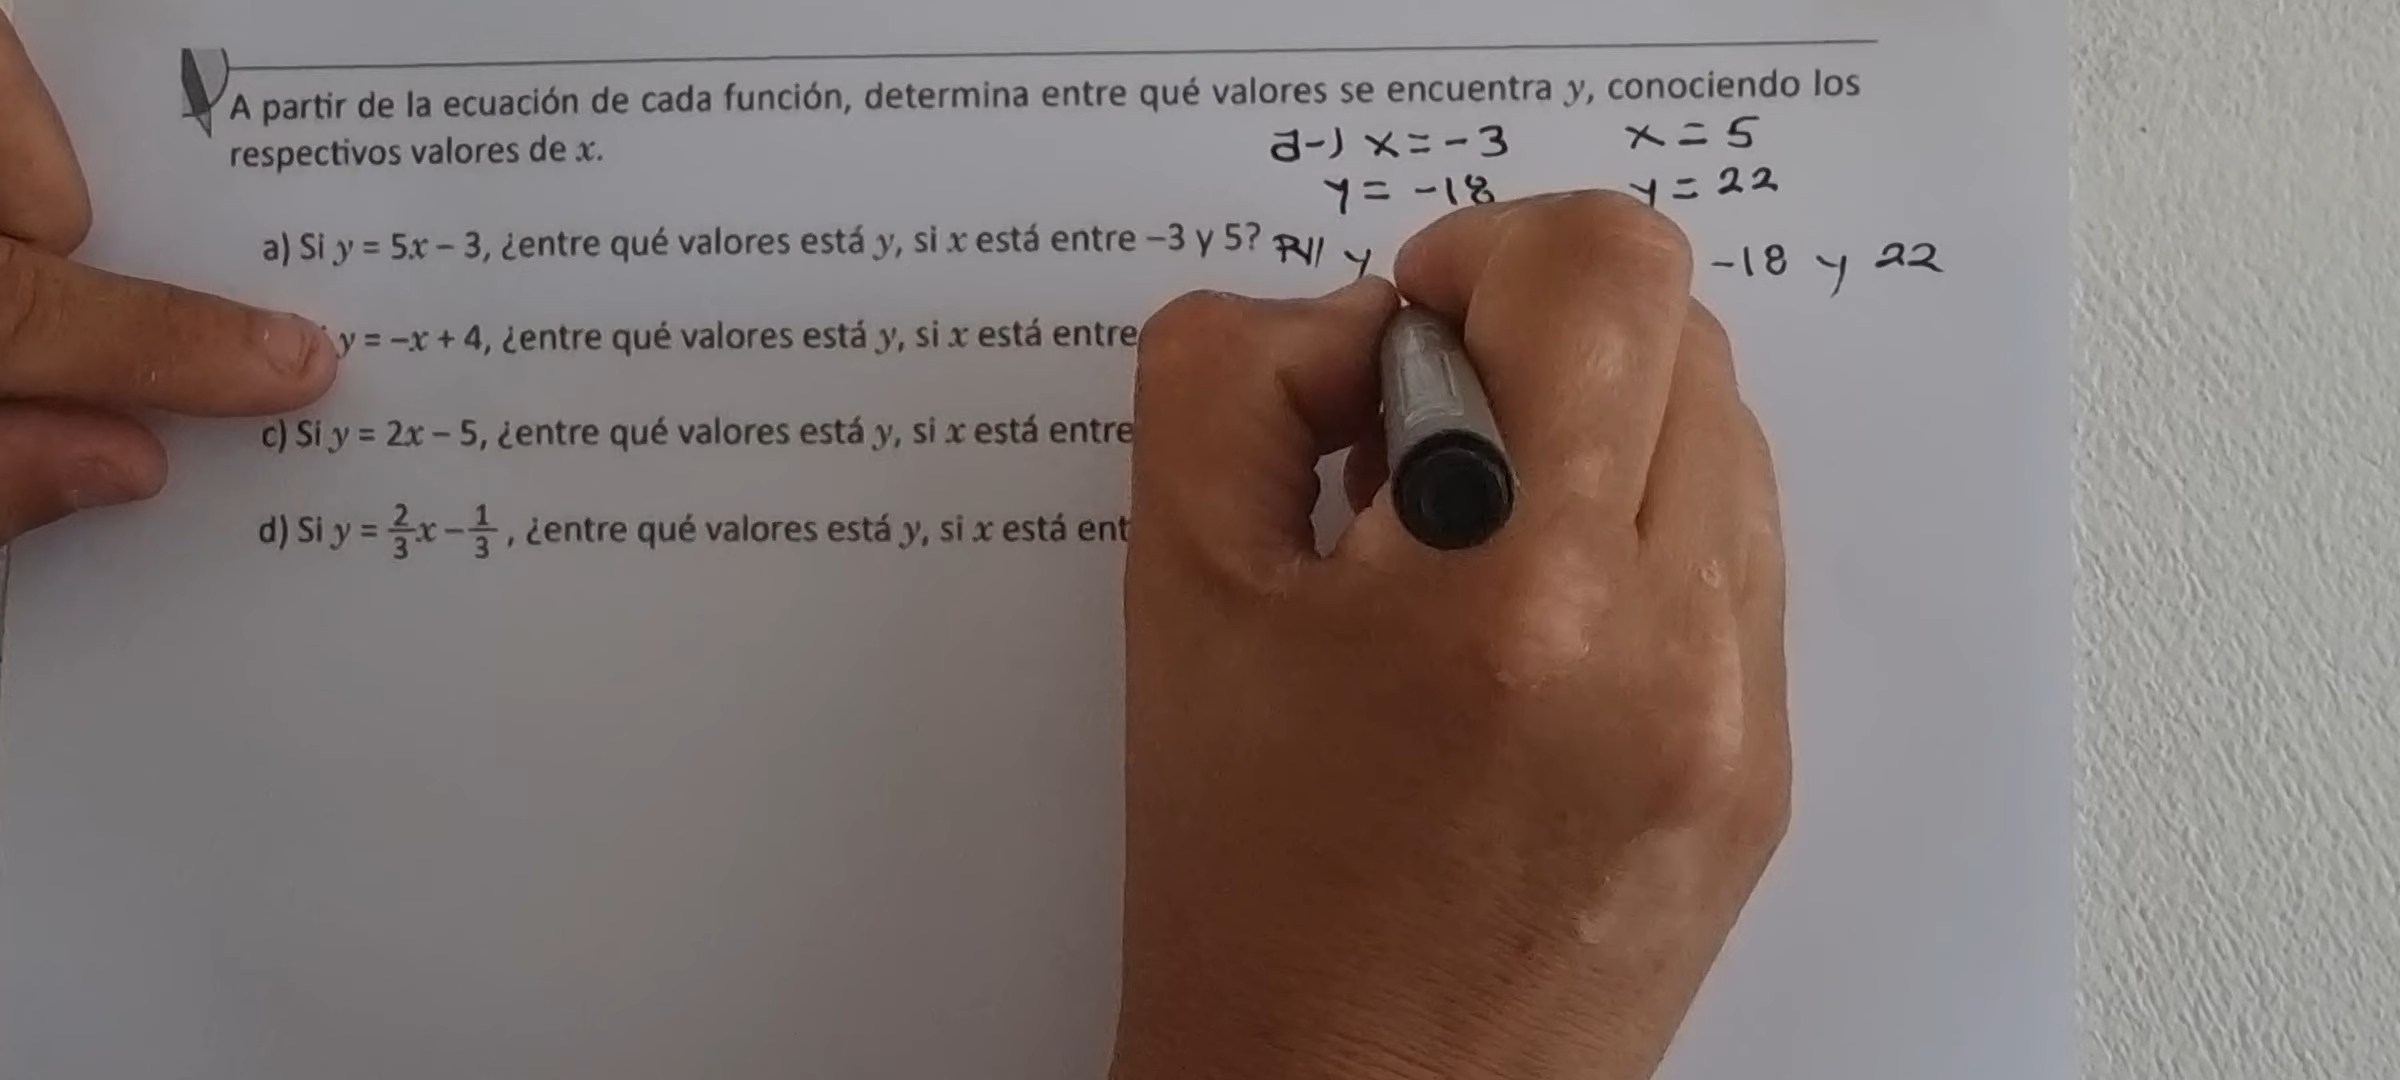 A partir de la ecuación de cada función, determina entre qué valores se encuentra y, conociendo los
respectivos valores de x.
a-) x = -3 x = 5
y = -18 y = 22
a) Si y = 5x – 3, ¿entre qué valores está y, si x está entre –3 y 5? R// y -18 y 22
y = –x + 4, ¿entre qué valores está y, si x está entre
c) Si y = 2x – 5, ¿entre qué valores está y, si x está entre
d) Si y = 2/3 x – 1/3, ¿entre qué valores está y, si x está